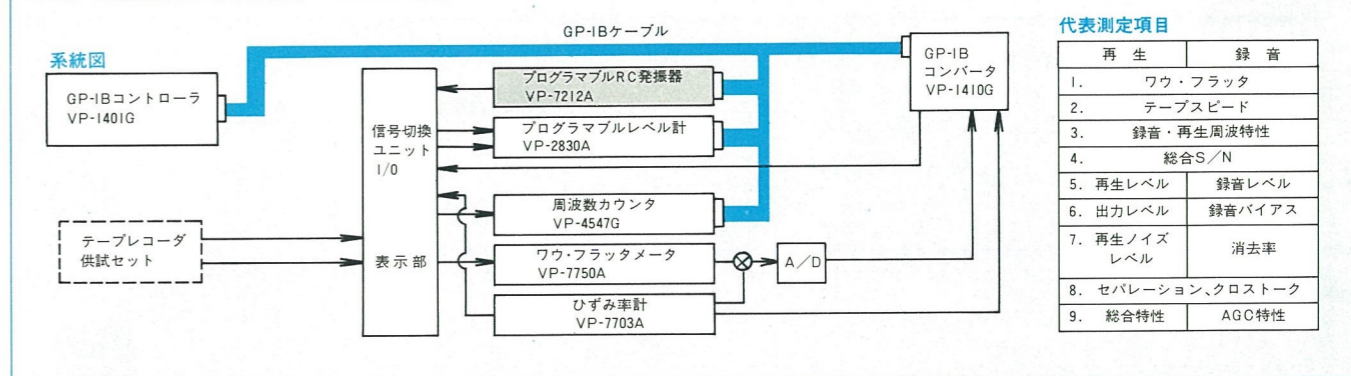 GP-IBケーブル
系統図
GP-IBコントローラ
VP-1401G
信号切換
ユニット
I/O
表示部
プログラマブルRC発振器
VP-7212A
プログラマブルレベル計
VP-2830A
周波数カウンタ
VP-4547G
ワウ・フラッタメータ
VP-7750A
ひずみ率計
VP-7703A
GP-IB
コンバータ
VP-1410G
A/D
テープレコーダ
供試セット
代表測定項目
再生 録音
1. ワウ・フラッタ
2. テープスピード
3. 録音・再生周波特性
4. 総合S/N
5. 再生レベル 録音レベル
6. 出力レベル 録音バイアス
7. 再生ノイズ 消去率
レベル
8. セパレーション、クロストーク
9. 総合特性 AGC特性